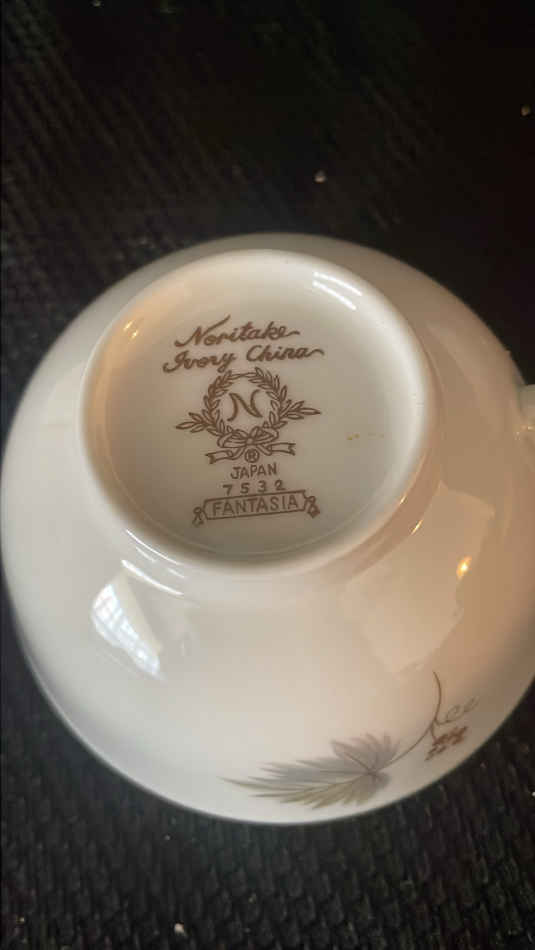 Noritake
Ivory China
N
®
JAPAN
7532
FANTASIA